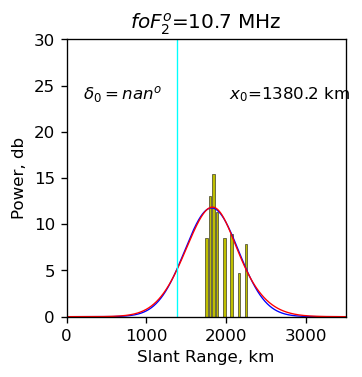 foF₂ᵒ=10.7 MHz
30
25
δ₀ = nanᵒ
x₀=1380.2 km
20
15
10
5
0
Power, db
0 1000 2000 3000
Slant Range, km